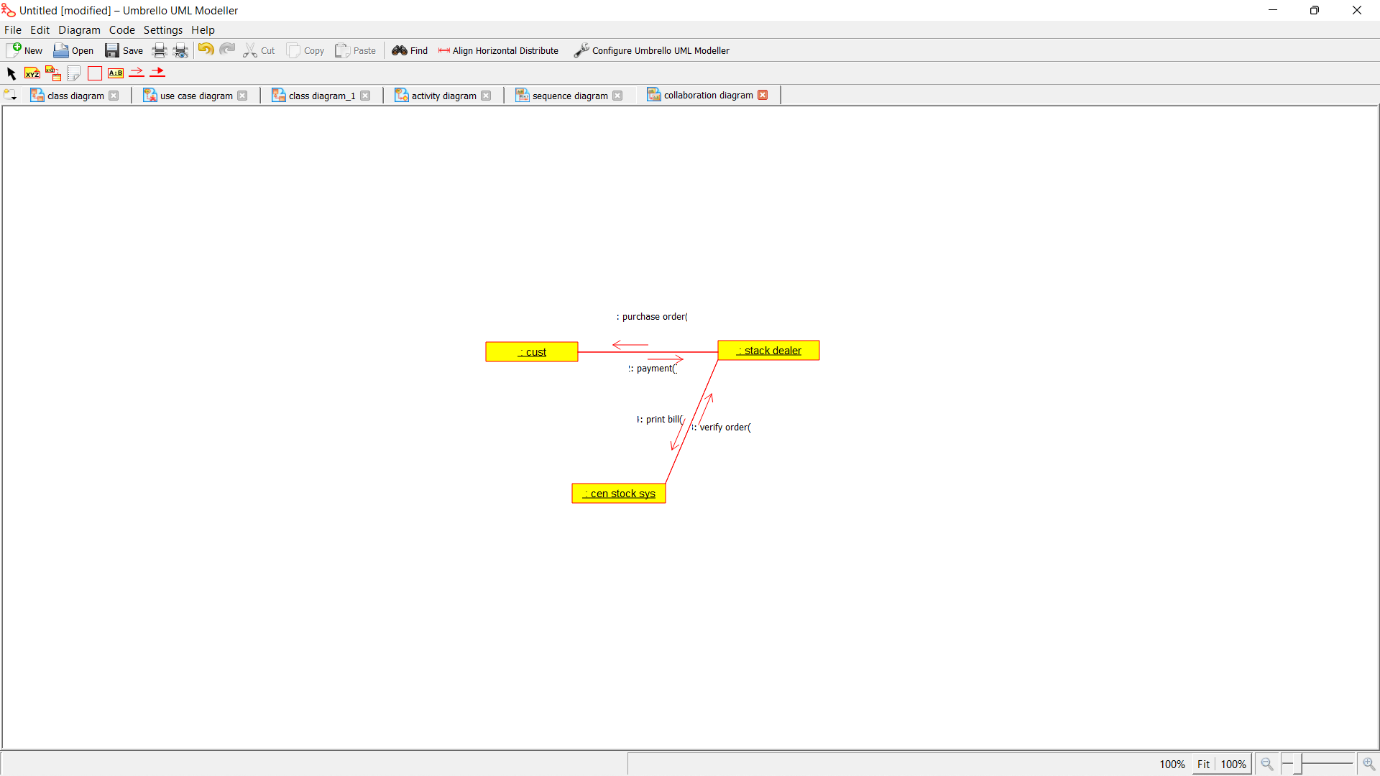 Untitled [modified] – Umbrello UML Modeller
File Edit Diagram Code Settings Help
New Open Save Cut Copy Paste Find Align Horizontal Distribute Configure Umbrello UML Modeller
XYZ A:B
class diagram use case diagram class diagram_1 activity diagram sequence diagram collaboration diagram
: purchase order(
: cust : stack dealer
: payment(
: print bill(
: verify order(
: cen stock sys
100% Fit 100%